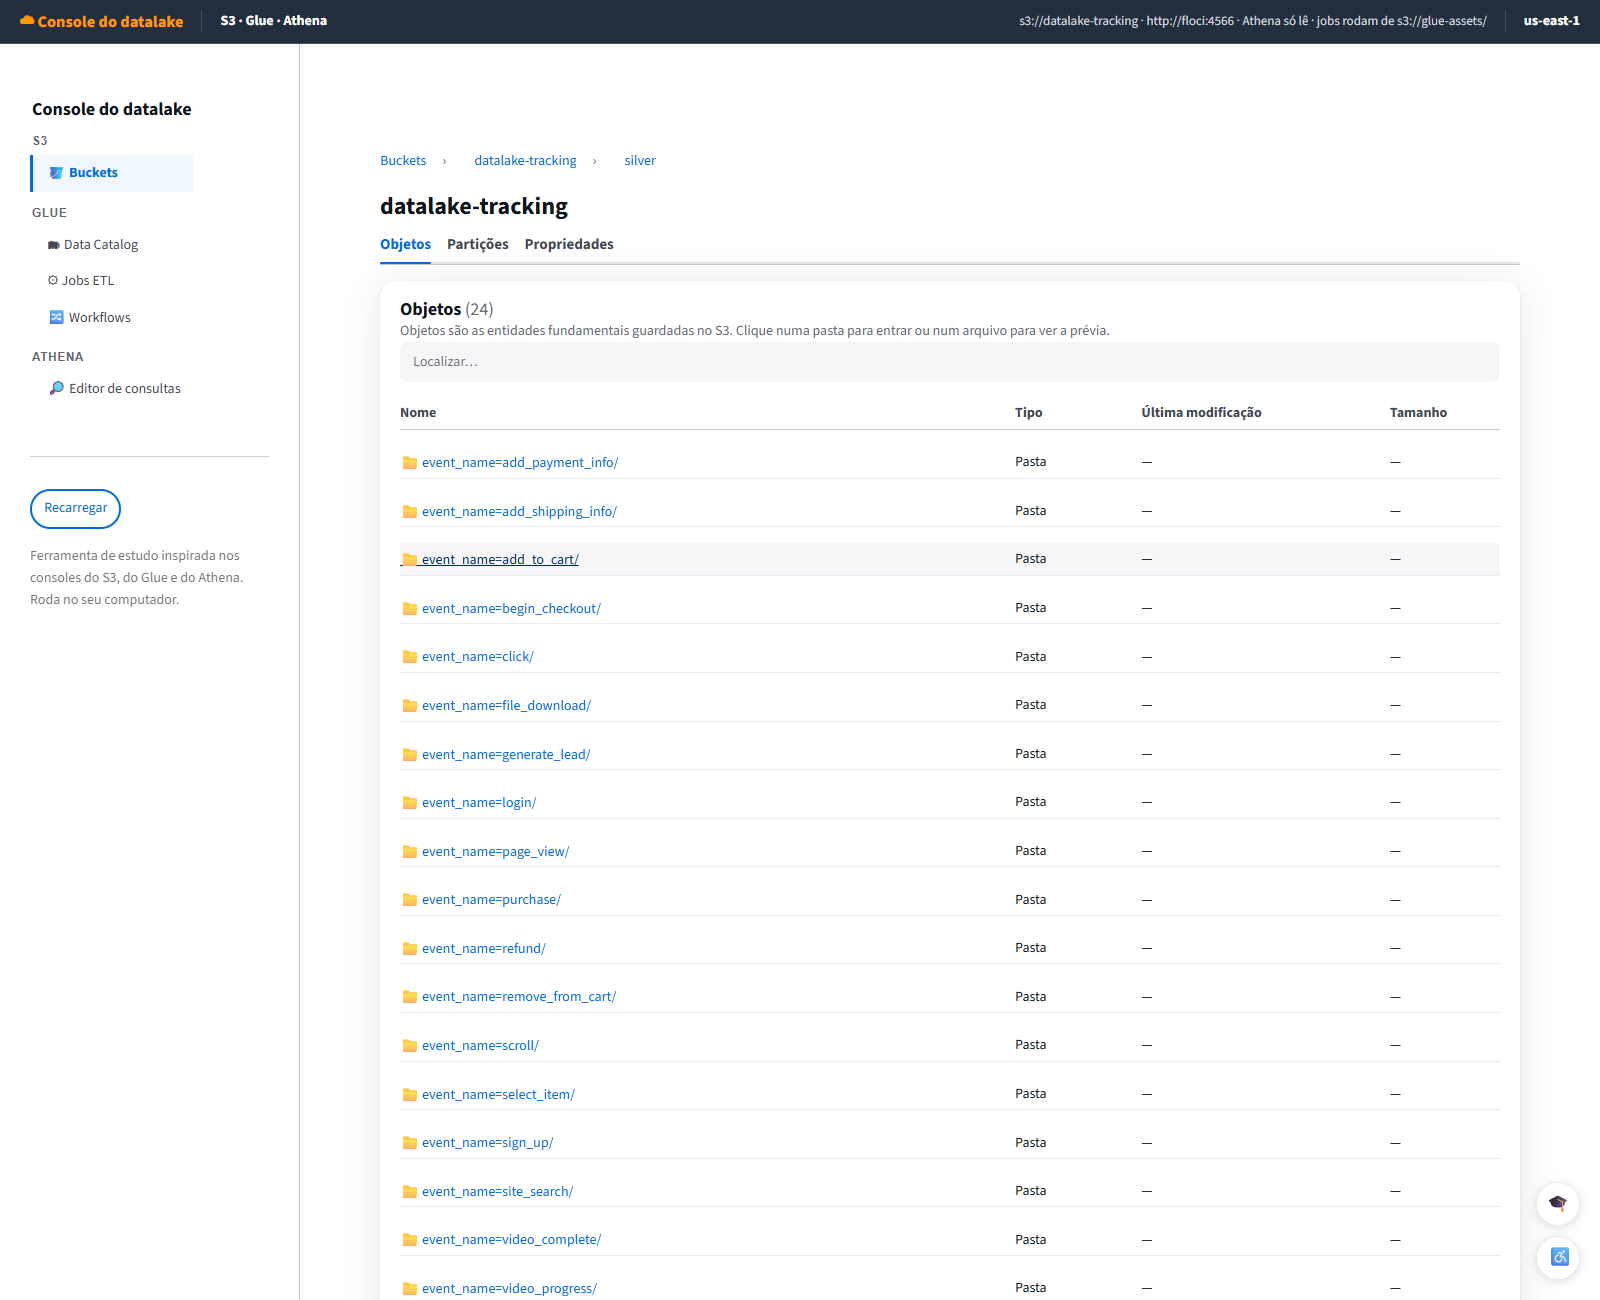 Console do datalake
S3 · Glue · Athena
s3://datalake-tracking · http://floci:4566 · Athena só lê · jobs rodam de s3://glue-assets/
us-east-1
Console do datalake
S3
Buckets
GLUE
Data Catalog
Jobs ETL
Workflows
ATHENA
Editor de consultas
Recarregar
Ferramenta de estudo inspirada nos
consoles do S3, do Glue e do Athena.
Roda no seu computador.
Buckets › datalake-tracking › silver
datalake-tracking
Objetos Partições Propriedades
Objetos (24)
Objetos são as entidades fundamentais guardadas no S3. Clique numa pasta para entrar ou num arquivo para ver a prévia.
Localizar…
Nome Tipo Última modificação Tamanho
event_name=add_payment_info/ Pasta — —
event_name=add_shipping_info/ Pasta — —
event_name=add_to_cart/ Pasta — —
event_name=begin_checkout/ Pasta — —
event_name=click/ Pasta — —
event_name=file_download/ Pasta — —
event_name=generate_lead/ Pasta — —
event_name=login/ Pasta — —
event_name=page_view/ Pasta — —
event_name=purchase/ Pasta — —
event_name=refund/ Pasta — —
event_name=remove_from_cart/ Pasta — —
event_name=scroll/ Pasta — —
event_name=select_item/ Pasta — —
event_name=sign_up/ Pasta — —
event_name=site_search/ Pasta — —
event_name=video_complete/ Pasta — —
event_name=video_progress/ Pasta — —